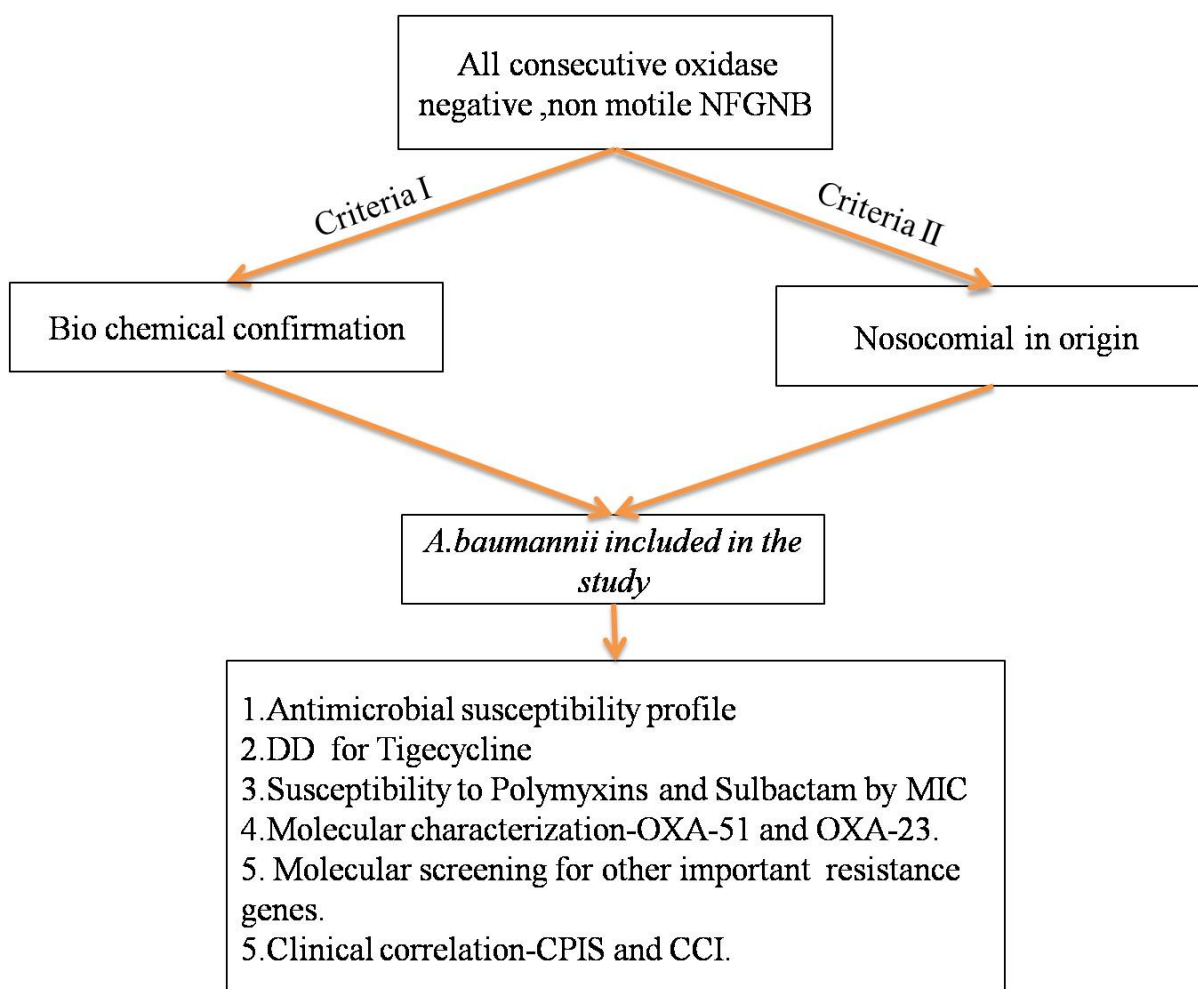 All consecutive oxidase
negative ,non motile NFGNB
Criteria I
Criteria II
Bio chemical confirmation
Nosocomial in origin
A.baumannii included in the
study
1.Antimicrobial susceptibility profile
2.DD for Tigecycline
3.Susceptibility to Polymyxins and Sulbactam by MIC
4.Molecular characterization-OXA-51 and OXA-23.
5. Molecular screening for other important resistance
genes.
5.Clinical correlation-CPIS and CCI.